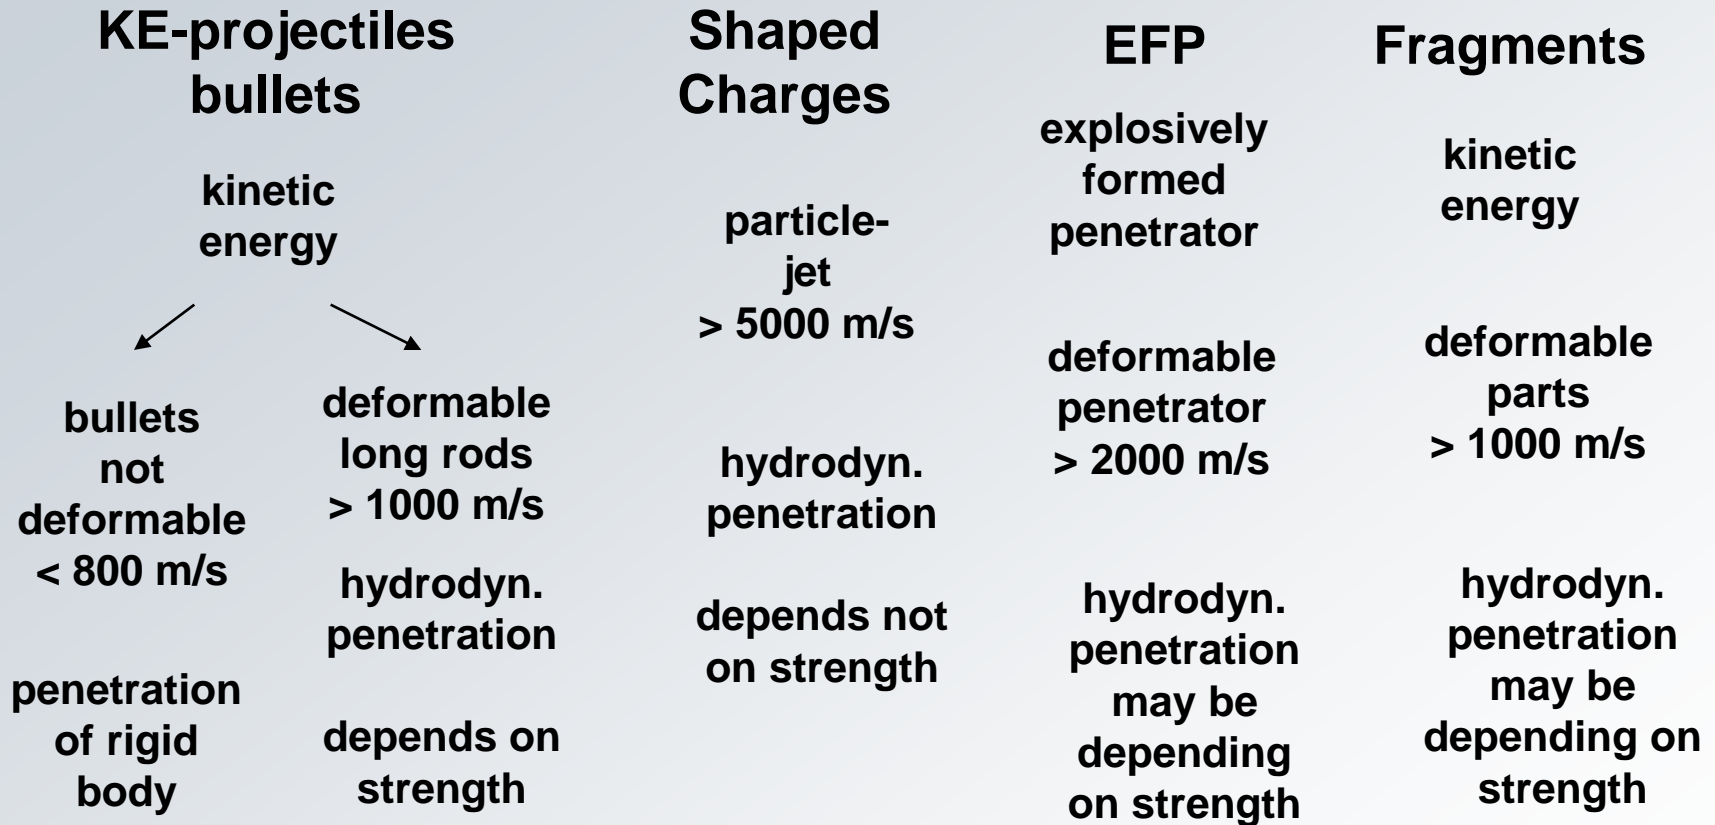 KE-projectiles
bullets
kinetic
energy
bullets
not
deformable
< 800 m/s
penetration
of rigid
body
deformable
long rods
> 1000 m/s
hydrodyn.
penetration
depends on
strength
Shaped
Charges
particle-
jet
> 5000 m/s
hydrodyn.
penetration
depends not
on strength
EFP
explosively
formed
penetrator
deformable
penetrator
> 2000 m/s
hydrodyn.
penetration
may be
depending
on strength
Fragments
kinetic
energy
deformable
parts
> 1000 m/s
hydrodyn.
penetration
may be
depending on
strength